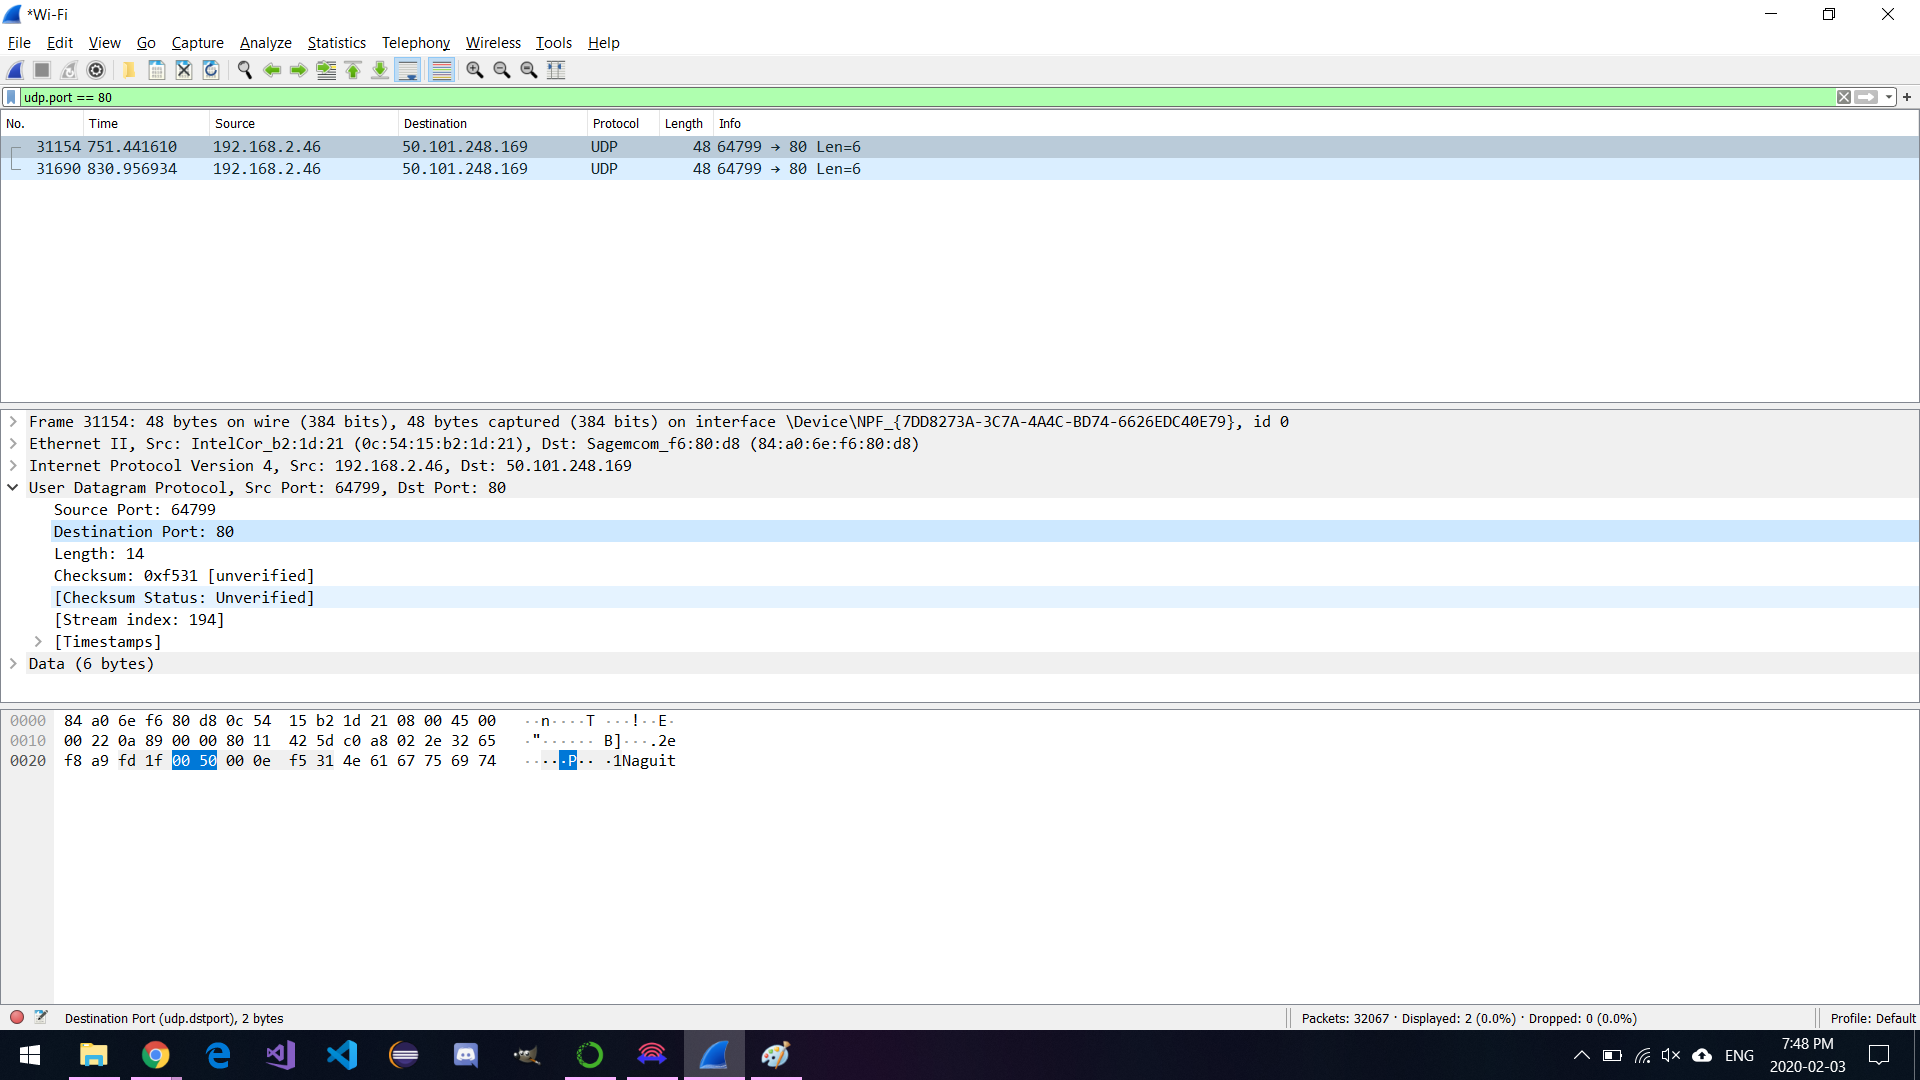 *Wi-Fi
File Edit View Go Capture Analyze Statistics Telephony Wireless Tools Help
udp.port == 80
No. Time Source Destination Protocol Length Info
31154 751.441610 192.168.2.46 50.101.248.169 UDP 48 64799 → 80 Len=6
31690 830.956934 192.168.2.46 50.101.248.169 UDP 48 64799 → 80 Len=6
Frame 31154: 48 bytes on wire (384 bits), 48 bytes captured (384 bits) on interface \Device\NPF_{7DD8273A-3C7A-4A4C-BD74-6626EDC40E79}, id 0
Ethernet II, Src: IntelCor_b2:1d:21 (0c:54:15:b2:1d:21), Dst: Sagemcom_f6:80:d8 (84:a0:6e:f6:80:d8)
Internet Protocol Version 4, Src: 192.168.2.46, Dst: 50.101.248.169
User Datagram Protocol, Src Port: 64799, Dst Port: 80
Source Port: 64799
Destination Port: 80
Length: 14
Checksum: 0xf531 [unverified]
[Checksum Status: Unverified]
[Stream index: 194]
[Timestamps]
Data (6 bytes)
0000 84 a0 6e f6 80 d8 0c 54 15 b2 1d 21 08 00 45 00 ··n····T ···!··E·
0010 00 22 0a 89 00 00 80 11 42 5d c0 a8 02 2e 32 65 ·"······ B]···.2e
0020 f8 a9 fd 1f 00 50 00 0e f5 31 4e 61 67 75 69 74 ·····P·· ·1Naguit
Destination Port (udp.dstport), 2 bytes
Packets: 32067 · Displayed: 2 (0.0%) · Dropped: 0 (0.0%)
Profile: Default
ENG
7:48 PM
2020-02-03